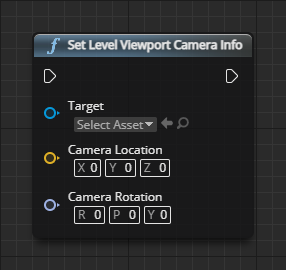 f Set Level Viewport Camera Info
Target
Select Asset
Camera Location
X 0 Y 0 Z 0
Camera Rotation
R 0 P 0 Y 0